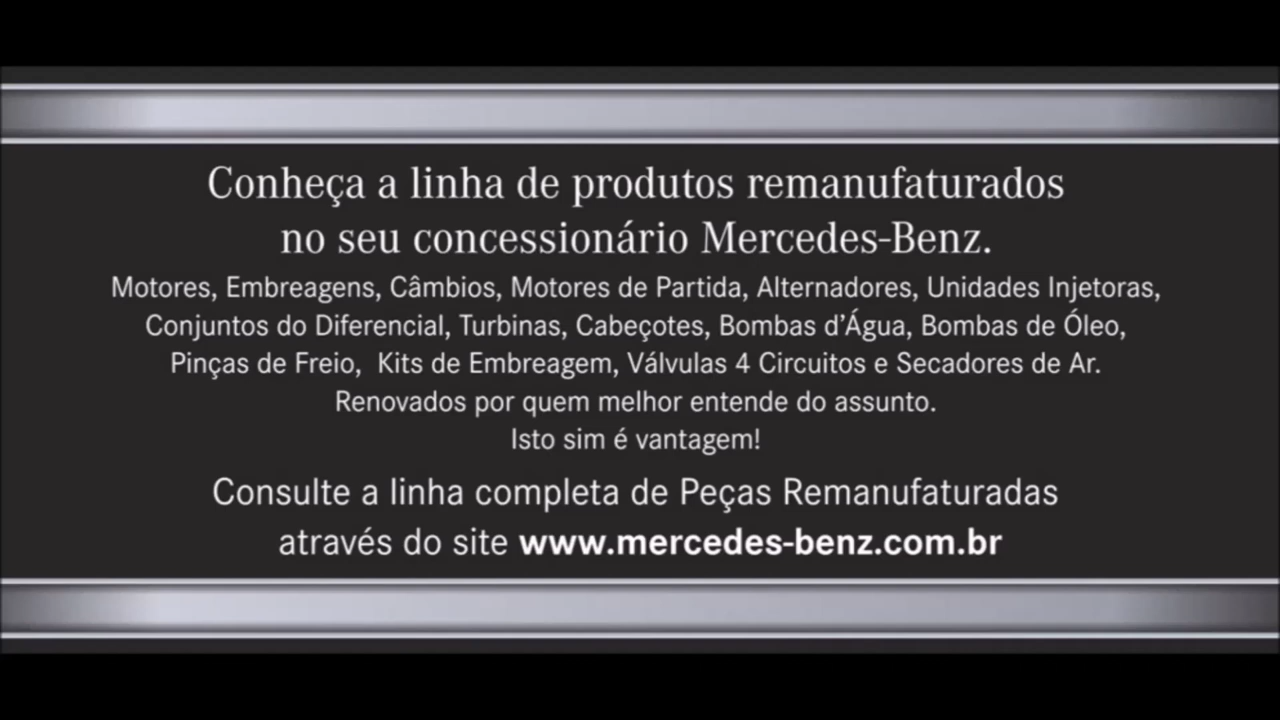 Conheça a linha de produtos remanufaturados
no seu concessionário Mercedes-Benz.
Motores, Embreagens, Câmbios, Motores de Partida, Alternadores, Unidades Injetoras,
Conjuntos do Diferencial, Turbinas, Cabeçotes, Bombas d’Água, Bombas de Óleo,
Pinças de Freio,  Kits de Embreagem, Válvulas 4 Circuitos e Secadores de Ar.
Renovados por quem melhor entende do assunto.
Isto sim é vantagem!
Consulte a linha completa de Peças Remanufaturadas
através do site www.mercedes-benz.com.br